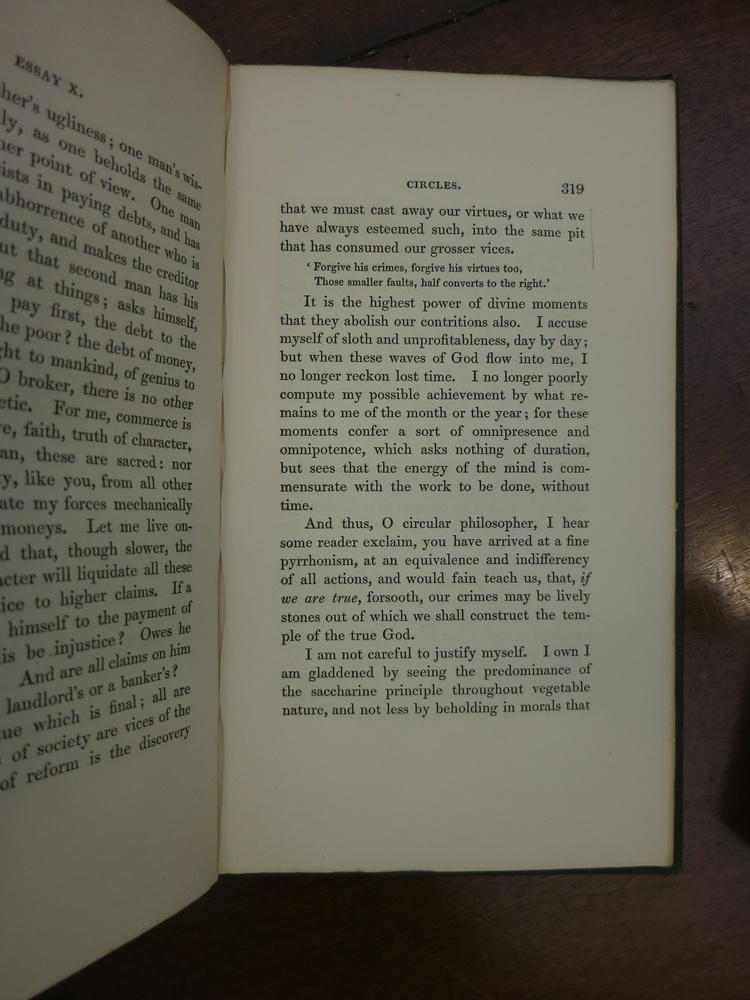 ESSAY X.
her's ugliness; one man's wis-
ly, as one beholds the same
her point of view. One man
ists in paying debts, and has
abhorrence of another who is
duty, and makes the creditor
ut that second man has his
ng at things; asks himself,
pay first, the debt to the
he poor? the debt of money,
ght to mankind, of genius to
O broker, there is no other
etic. For me, commerce is
ve, faith, truth of character,
an, these are sacred: nor
y, like you, from all other
ate my forces mechanically
moneys. Let me live on-
d that, though slower, the
acter will liquidate all these
ice to higher claims. If a
himself to the payment of
is be injustice? Owes he
And are all claims on him
landlord's or a banker's?
ue which is final; all are
of society are vices of the
of reform is the discovery
CIRCLES. 319
that we must cast away our virtues, or what we
have always esteemed such, into the same pit
that has consumed our grosser vices.
‘ Forgive his crimes, forgive his virtues too,
Those smaller faults, half converts to the right.’
It is the highest power of divine moments
that they abolish our contritions also. I accuse
myself of sloth and unprofitableness, day by day;
but when these waves of God flow into me, I
no longer reckon lost time. I no longer poorly
compute my possible achievement by what re-
mains to me of the month or the year; for these
moments confer a sort of omnipresence and
omnipotence, which asks nothing of duration,
but sees that the energy of the mind is com-
mensurate with the work to be done, without
time.
And thus, O circular philosopher, I hear
some reader exclaim, you have arrived at a fine
pyrrhonism, at an equivalence and indifferency
of all actions, and would fain teach us, that, if
we are true, forsooth, our crimes may be lively
stones out of which we shall construct the tem-
ple of the true God.
I am not careful to justify myself. I own I
am gladdened by seeing the predominance of
the saccharine principle throughout vegetable
nature, and not less by beholding in morals that